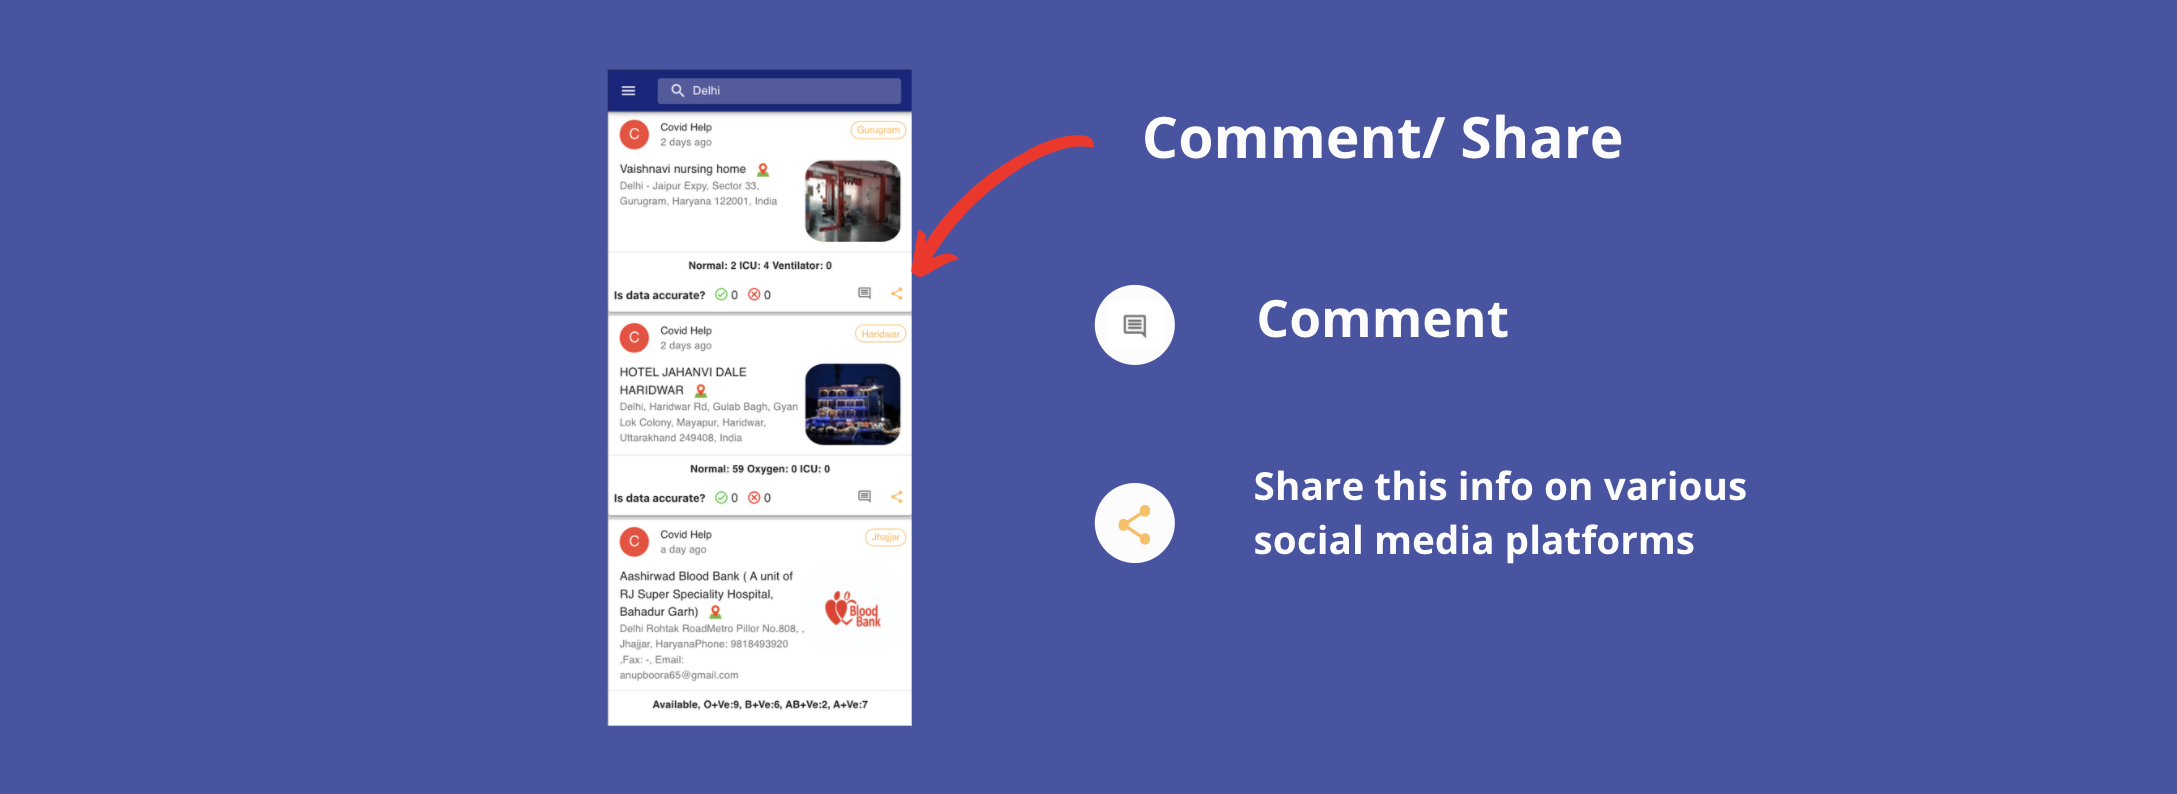 Delhi
C
Covid Help
2 days ago
Gurugram
Vaishnavi nursing home
Delhi - Jaipur Expy, Sector 33,
Gurugram, Haryana 122001, India
Normal: 2 ICU: 4 Ventilator: 0
Is data accurate? 0 0
C
Covid Help
2 days ago
Haridwar
HOTEL JAHANVI DALE
HARIDWAR
Delhi, Haridwar Rd, Gulab Bagh, Gyan
Lok Colony, Mayapur, Haridwar,
Uttarakhand 249408, India
Normal: 59 Oxygen: 0 ICU: 0
Is data accurate? 0 0
C
Covid Help
a day ago
Jhajjar
Aashirwad Blood Bank ( A unit of
RJ Super Speciality Hospital,
Bahadur Garh)
Delhi Rohtak RoadMetro Pillor No.808, ,
Jhajjar, HaryanaPhone: 9818493920
,Fax: -, Email:
anupboora65@gmail.com
Blood
Bank
Available, O+Ve:9, B+Ve:6, AB+Ve:2, A+Ve:7
Comment/ Share
Comment
Share this info on various
social media platforms